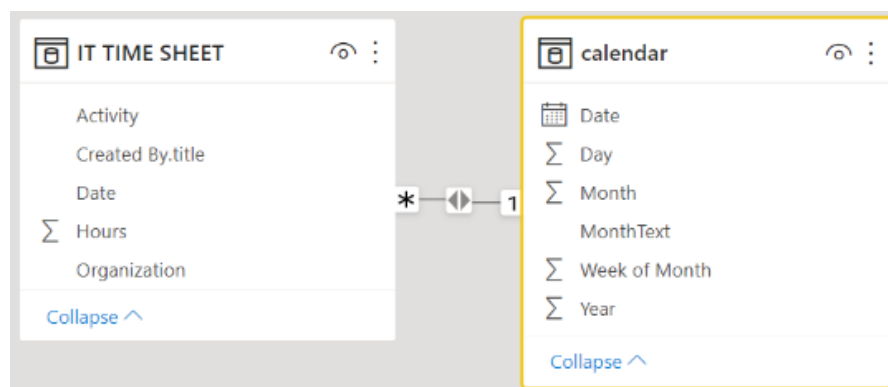 IT TIME SHEET
Activity
Created By.title
Date
∑ Hours
Organization
Collapse
* 1
calendar
Date
∑ Day
∑ Month
MonthText
∑ Week of Month
∑ Year
Collapse